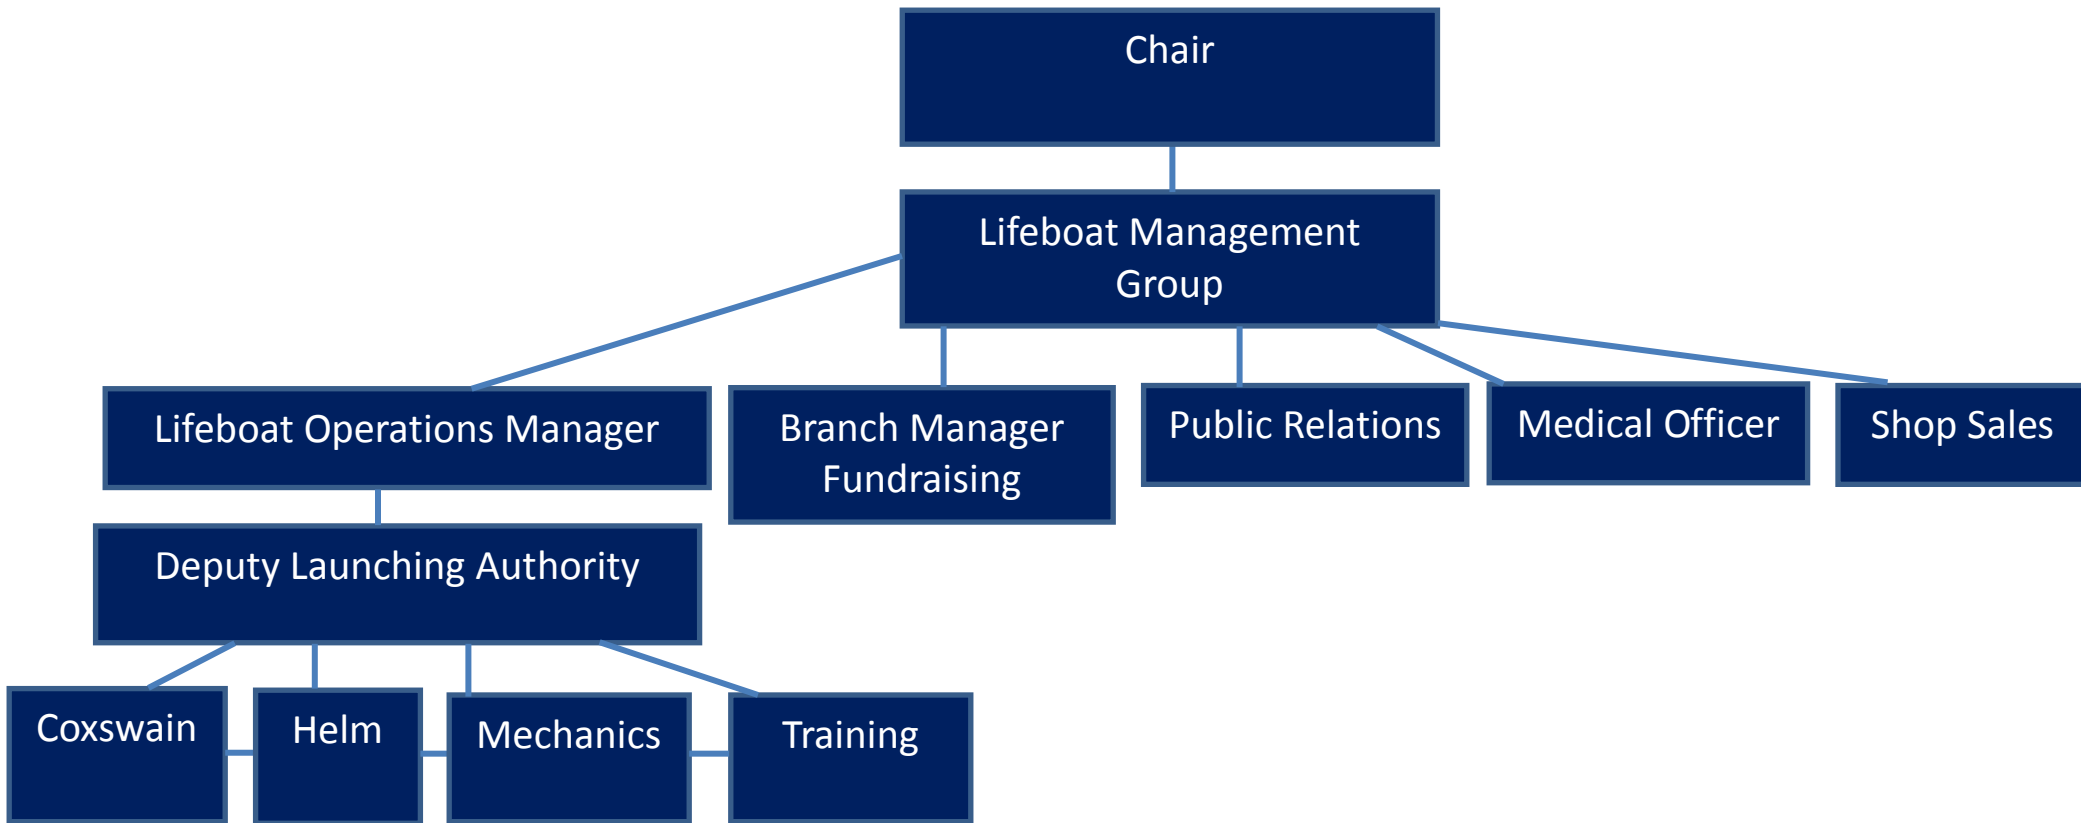 Chair
Lifeboat Management
Group
Lifeboat Operations Manager
Branch Manager
Fundraising
Public Relations
Medical Officer
Shop Sales
Deputy Launching Authority
Coxswain
Helm
Mechanics
Training